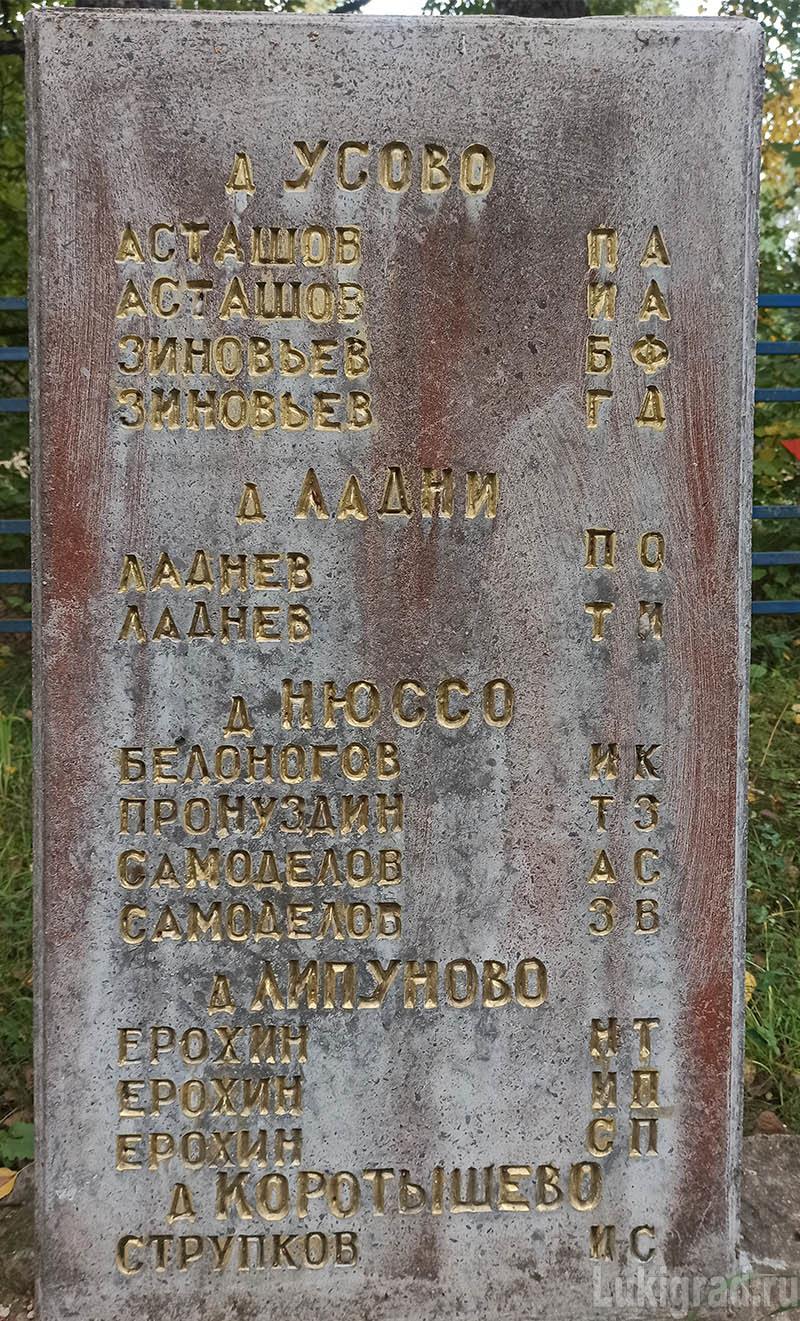 д УСОВО
АСТАШОВ П А
АСТАШОВ И А
ЗИНОВЬЕВ Б Ф
ЗИНОВЬЕВ Г Д
д ЛАДНИ
ЛАДНЕВ П О
ЛАДНЕВ Т И
д НЮССО
БЕЛОНОГОВ И К
ПРОНУЗДИН Т З
САМОДЕЛОВ А С
САМОДЕЛОВ З В
д ЛИПУНОВО
ЕРОХИН Н Т
ЕРОХИН И П
ЕРОХИН С П
д КОРОТЫШЕВО
СТРУПКОВ И С
Lukigrad.ru